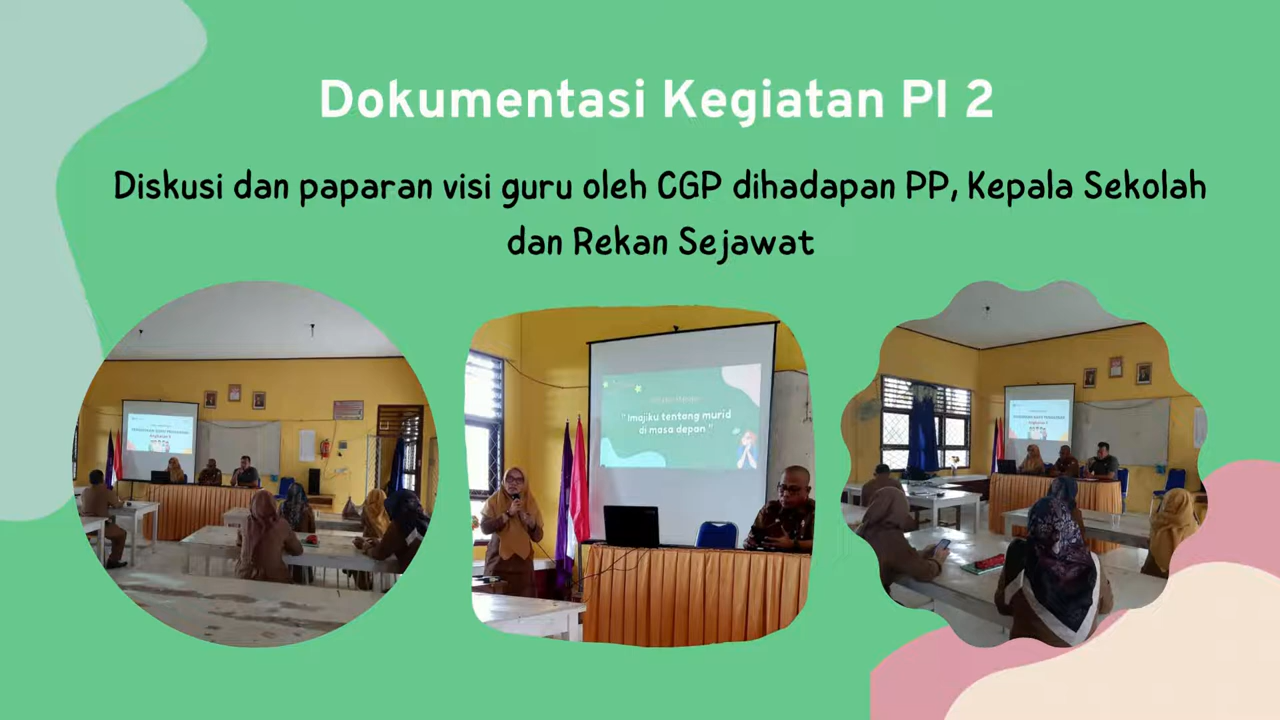 Dokumentasi Kegiatan PI 2
Diskusi dan paparan visi guru oleh CGP dihadapan PP, Kepala Sekolah
dan Rekan Sejawat
" Imajiku tentang murid
di masa depan "